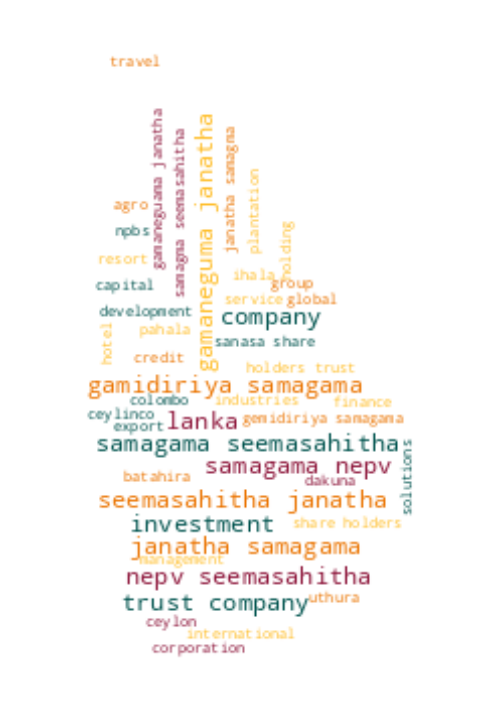 travel
gamaneguama janatha
samagma seemasahitha
gamaneguma janatha
janatha samagma
plantation
holding
agro
npbs
resort
ihala
capital
group
service
global
development
company
pahala
hotel
sanasa share
credit
holders trust
gamidiriya samagama
colombo
industries
finance
ceylinco
lanka
gemidiriya samagama
export
samagama seemasahitha
solutions
samagama nepv
batahira
dakuna
seemasahitha janatha
investment
share holders
janatha samagama
management
nepv seemasahitha
trust company
uthura
ceylon
international
corporation